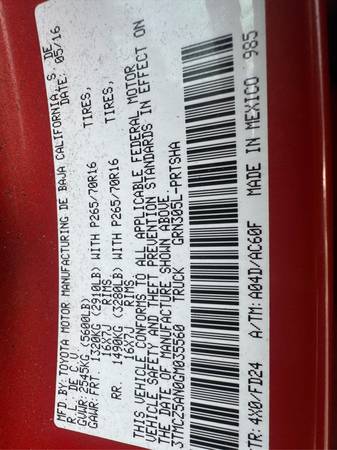 MFD.BY:TOYOTA MOTOR MANUFACTURING DE BAJA CALIFORNIA S. DE
R.L. DE C.V. DATE: 05/16
GVWR: 2545KG (5600LB)
GAWR: FRT. 1320KG (2910LB) WITH P265/70R16 TIRES,
16X7J RIMS
RR. 1490KG (3280LB) WITH P265/70R16 TIRES,
16X7J RIMS
THIS VEHICLE CONFORMS TO ALL APPLICABLE FEDERAL MOTOR
VEHICLE SAFETY AND THEFT PREVENTION STANDARDS IN EFFECT ON
THE DATE OF MANUFACTURE SHOWN ABOVE.
3TMCZ5AN0GM035560 TRUCK GRN305L-PRTSHA
TR: 4X0/FD24 A/TM: A04D/AC60F MADE IN MEXICO 985